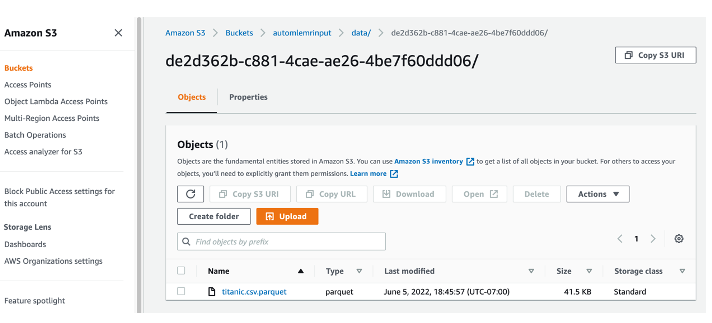 Amazon S3
Buckets
Access Points
Object Lambda Access Points
Multi-Region Access Points
Batch Operations
Access analyzer for S3
Block Public Access settings for
this account
Storage Lens
Dashboards
AWS Organizations settings
Feature spotlight
Amazon S3 > Buckets > automlemrinput > data/ > de2d362b-c881-4cae-ae26-4be7f60ddd06/
de2d362b-c881-4cae-ae26-4be7f60ddd06/
Copy S3 URI
Objects Properties
Objects (1)
Objects are the fundamental entities stored in Amazon S3. You can use Amazon S3 inventory to get a list of all objects in your bucket. For others to access your
objects, you'll need to explicitly grant them permissions. Learn more
Copy S3 URI Copy URL Download Open Delete Actions
Create folder Upload
Find objects by prefix
1
Name Type Last modified Size Storage class
titanic.csv.parquet parquet June 5, 2022, 18:45:57 (UTC-07:00) 41.5 KB Standard